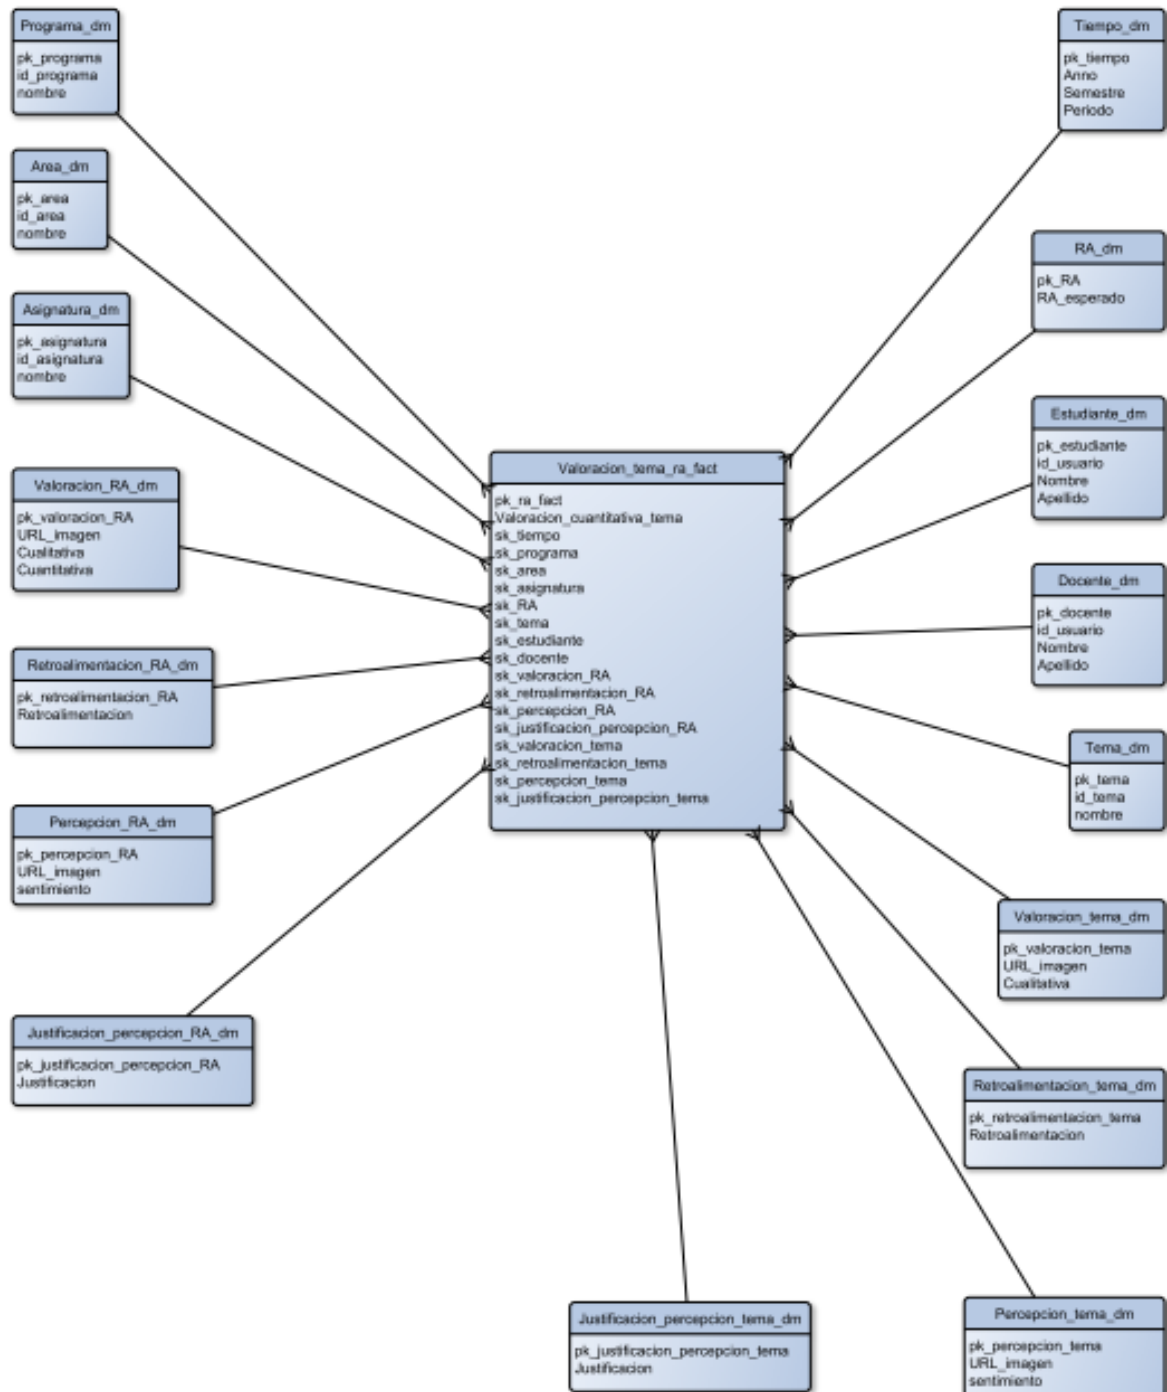 Programa_dm
pk_programa
id_programa
nombre
Area_dm
pk_area
id_area
nombre
Asignatura_dm
pk_asignatura
id_asignatura
nombre
Valoracion_RA_dm
pk_valoracion_RA
URL_imagen
Cualitativa
Cuantitativa
Retroalimentacion_RA_dm
pk_retroalimentacion_RA
Retroalimentacion
Percepcion_RA_dm
pk_percepcion_RA
URL_imagen
sentimiento
Justificacion_percepcion_RA_dm
pk_justificacion_percepcion_RA
Justificacion
Valoracion_tema_ra_fact
pk_ra_fact
Valoracion_cuantitativa_tema
sk_tiempo
sk_programa
sk_area
sk_asignatura
sk_RA
sk_tema
sk_estudiante
sk_docente
sk_valoracion_RA
sk_retroalimentacion_RA
sk_percepcion_RA
sk_justificacion_percepcion_RA
sk_valoracion_tema
sk_retroalimentacion_tema
sk_percepcion_tema
sk_justificacion_percepcion_tema
Tiempo_dm
pk_tiempo
Anno
Semestre
Periodo
RA_dm
pk_RA
RA_esperado
Estudiante_dm
pk_estudiante
id_usuario
Nombre
Apellido
Docente_dm
pk_docente
id_usuario
Nombre
Apellido
Tema_dm
pk_tema
id_tema
nombre
Valoracion_tema_dm
pk_valoracion_tema
URL_imagen
Cualitativa
Retroalimentacion_tema_dm
pk_retroalimentacion_tema
Retroalimentacion
Justificacion_percepcion_tema_dm
pk_justificacion_percepcion_tema
Justificacion
Percepcion_tema_dm
pk_percepcion_tema
URL_imagen
sentimiento